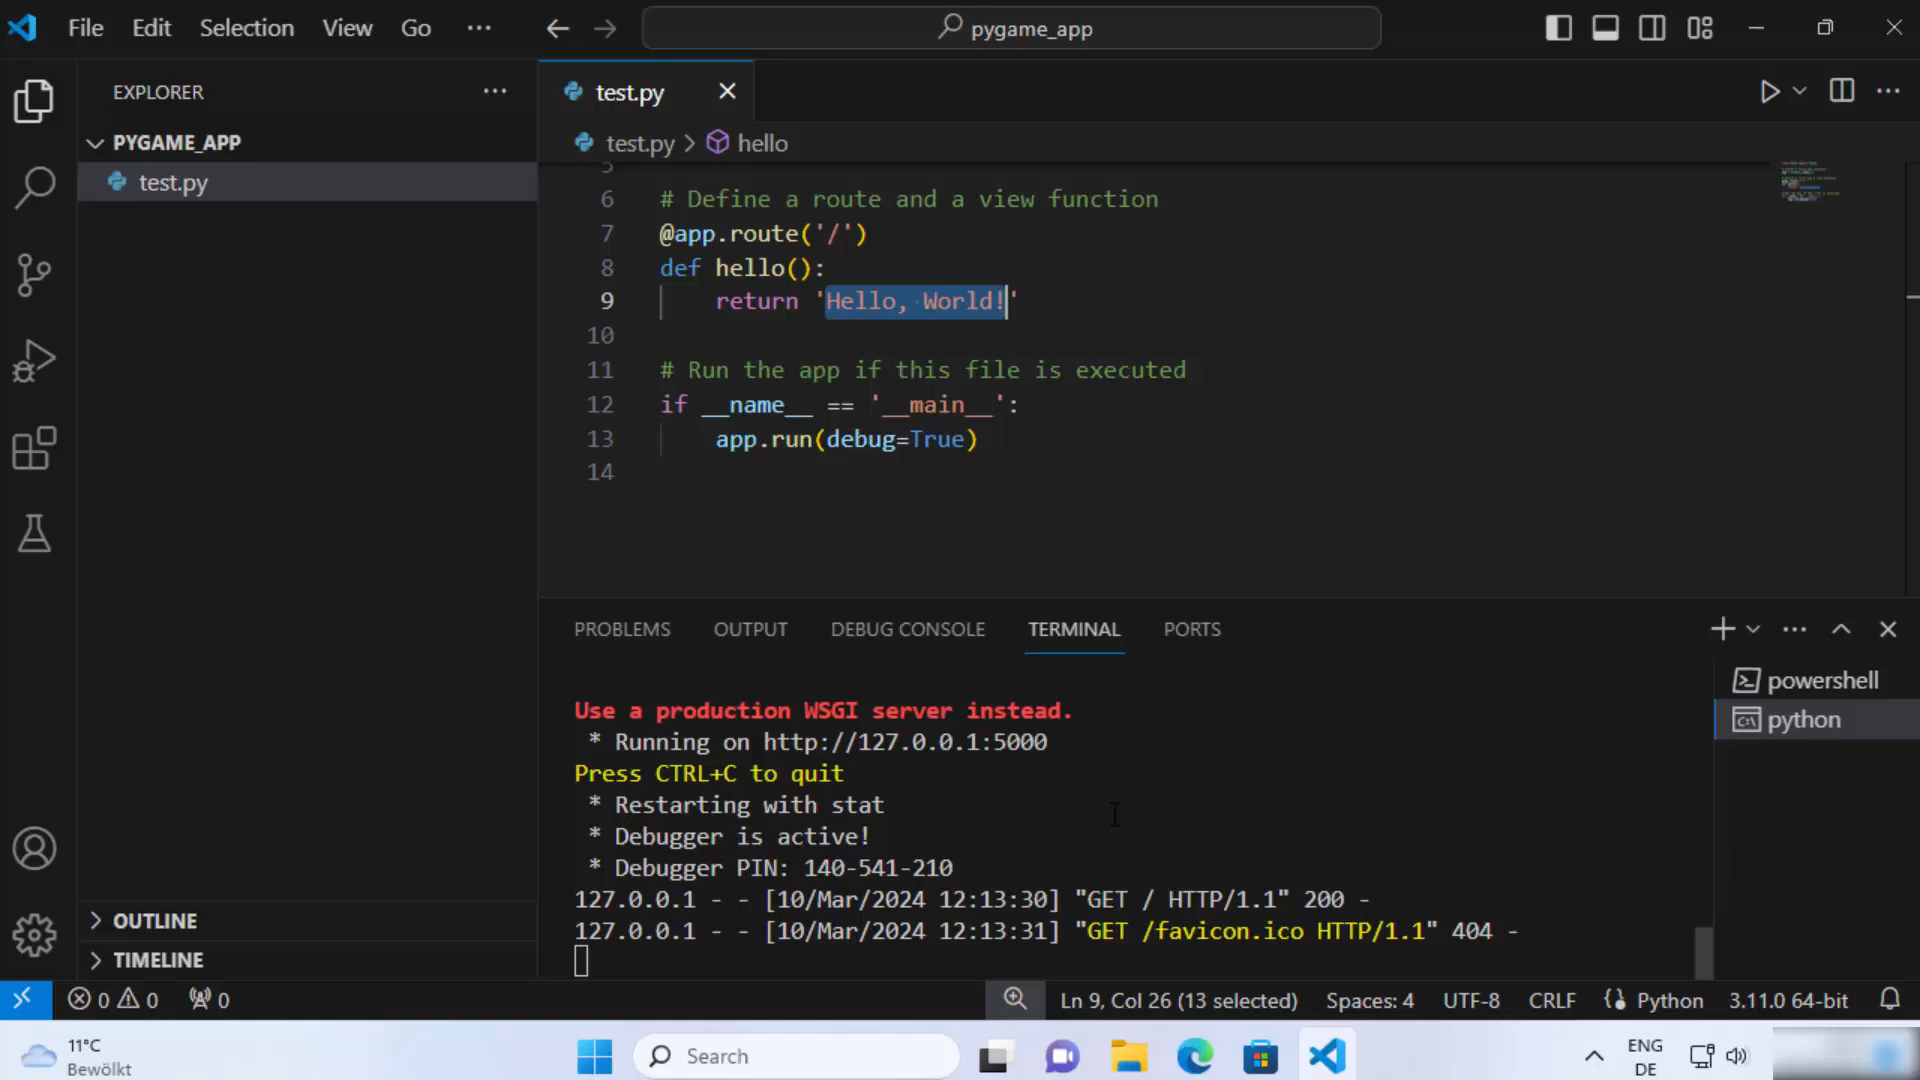 File Edit Selection View Go ···
pygame_app
EXPLORER
PYGAME_APP
test.py
OUTLINE
TIMELINE
test.py
test.py > hello
5
6 # Define a route and a view function
7 @app.route('/')
8 def hello():
9 return 'Hello, World!'
10
11 # Run the app if this file is executed
12 if __name__ == '__main__':
13 app.run(debug=True)
14
PROBLEMS OUTPUT DEBUG CONSOLE TERMINAL PORTS
powershell
python
Use a production WSGI server instead.
* Running on http://127.0.0.1:5000
Press CTRL+C to quit
* Restarting with stat
* Debugger is active!
* Debugger PIN: 140-541-210
127.0.0.1 - - [10/Mar/2024 12:13:30] "GET / HTTP/1.1" 200 -
127.0.0.1 - - [10/Mar/2024 12:13:31] "GET /favicon.ico HTTP/1.1" 404 -
0 0 0 Ln 9, Col 26 (13 selected) Spaces: 4 UTF-8 CRLF Python 3.11.0 64-bit
11°C
Bewölkt
Search
ENG
DE